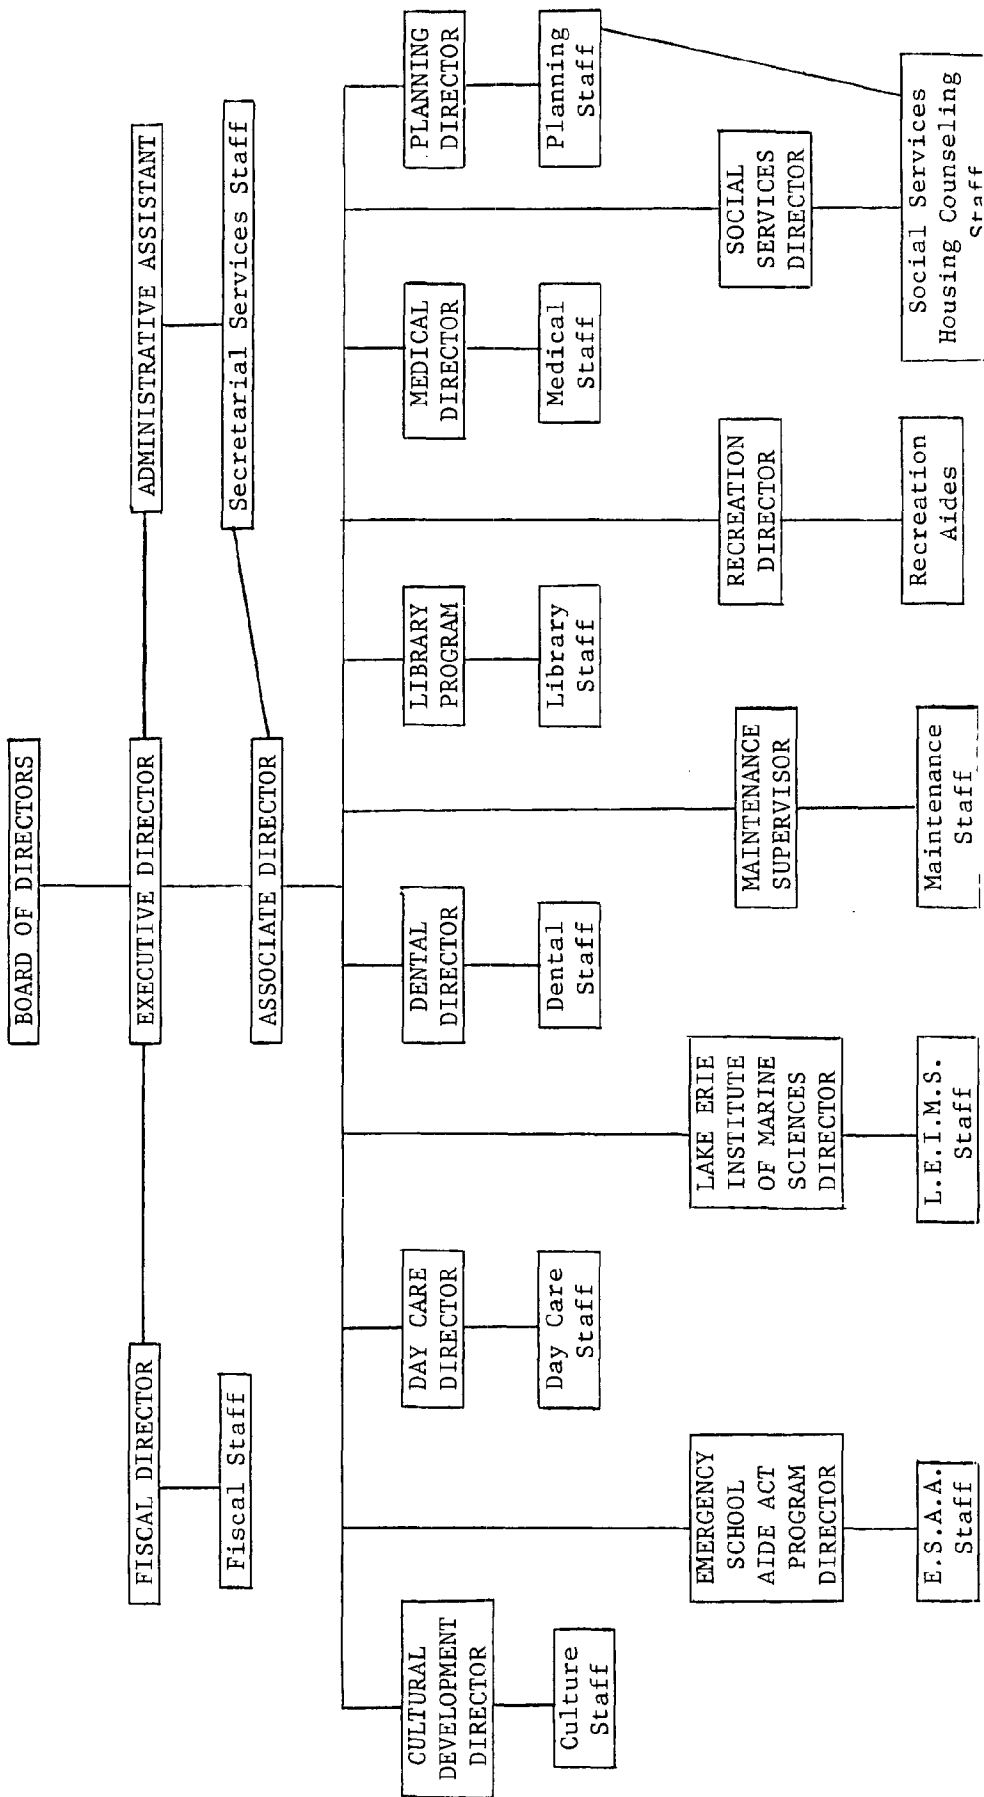 BOARD OF DIRECTORS
FISCAL DIRECTOR
EXECUTIVE DIRECTOR
ADMINISTRATIVE ASSISTANT
Fiscal Staff
Secretarial Services Staff
ASSOCIATE DIRECTOR
CULTURAL
DEVELOPMENT
DIRECTOR
Culture
Staff
DAY CARE
DIRECTOR
Day Care
Staff
DENTAL
DIRECTOR
Dental
Staff
LIBRARY
PROGRAM
Library
Staff
MEDICAL
DIRECTOR
Medical
Staff
PLANNING
DIRECTOR
Planning
Staff
EMERGENCY
SCHOOL
AIDE ACT
PROGRAM
DIRECTOR
E.S.A.A.
Staff
LAKE ERIE
INSTITUTE
OF MARINE
SCIENCES
DIRECTOR
L.E.I.M.S.
Staff
MAINTENANCE
SUPERVISOR
Maintenance
Staff
RECREATION
DIRECTOR
Recreation
Aides
SOCIAL
SERVICES
DIRECTOR
Social Services
Housing Counseling
Staff